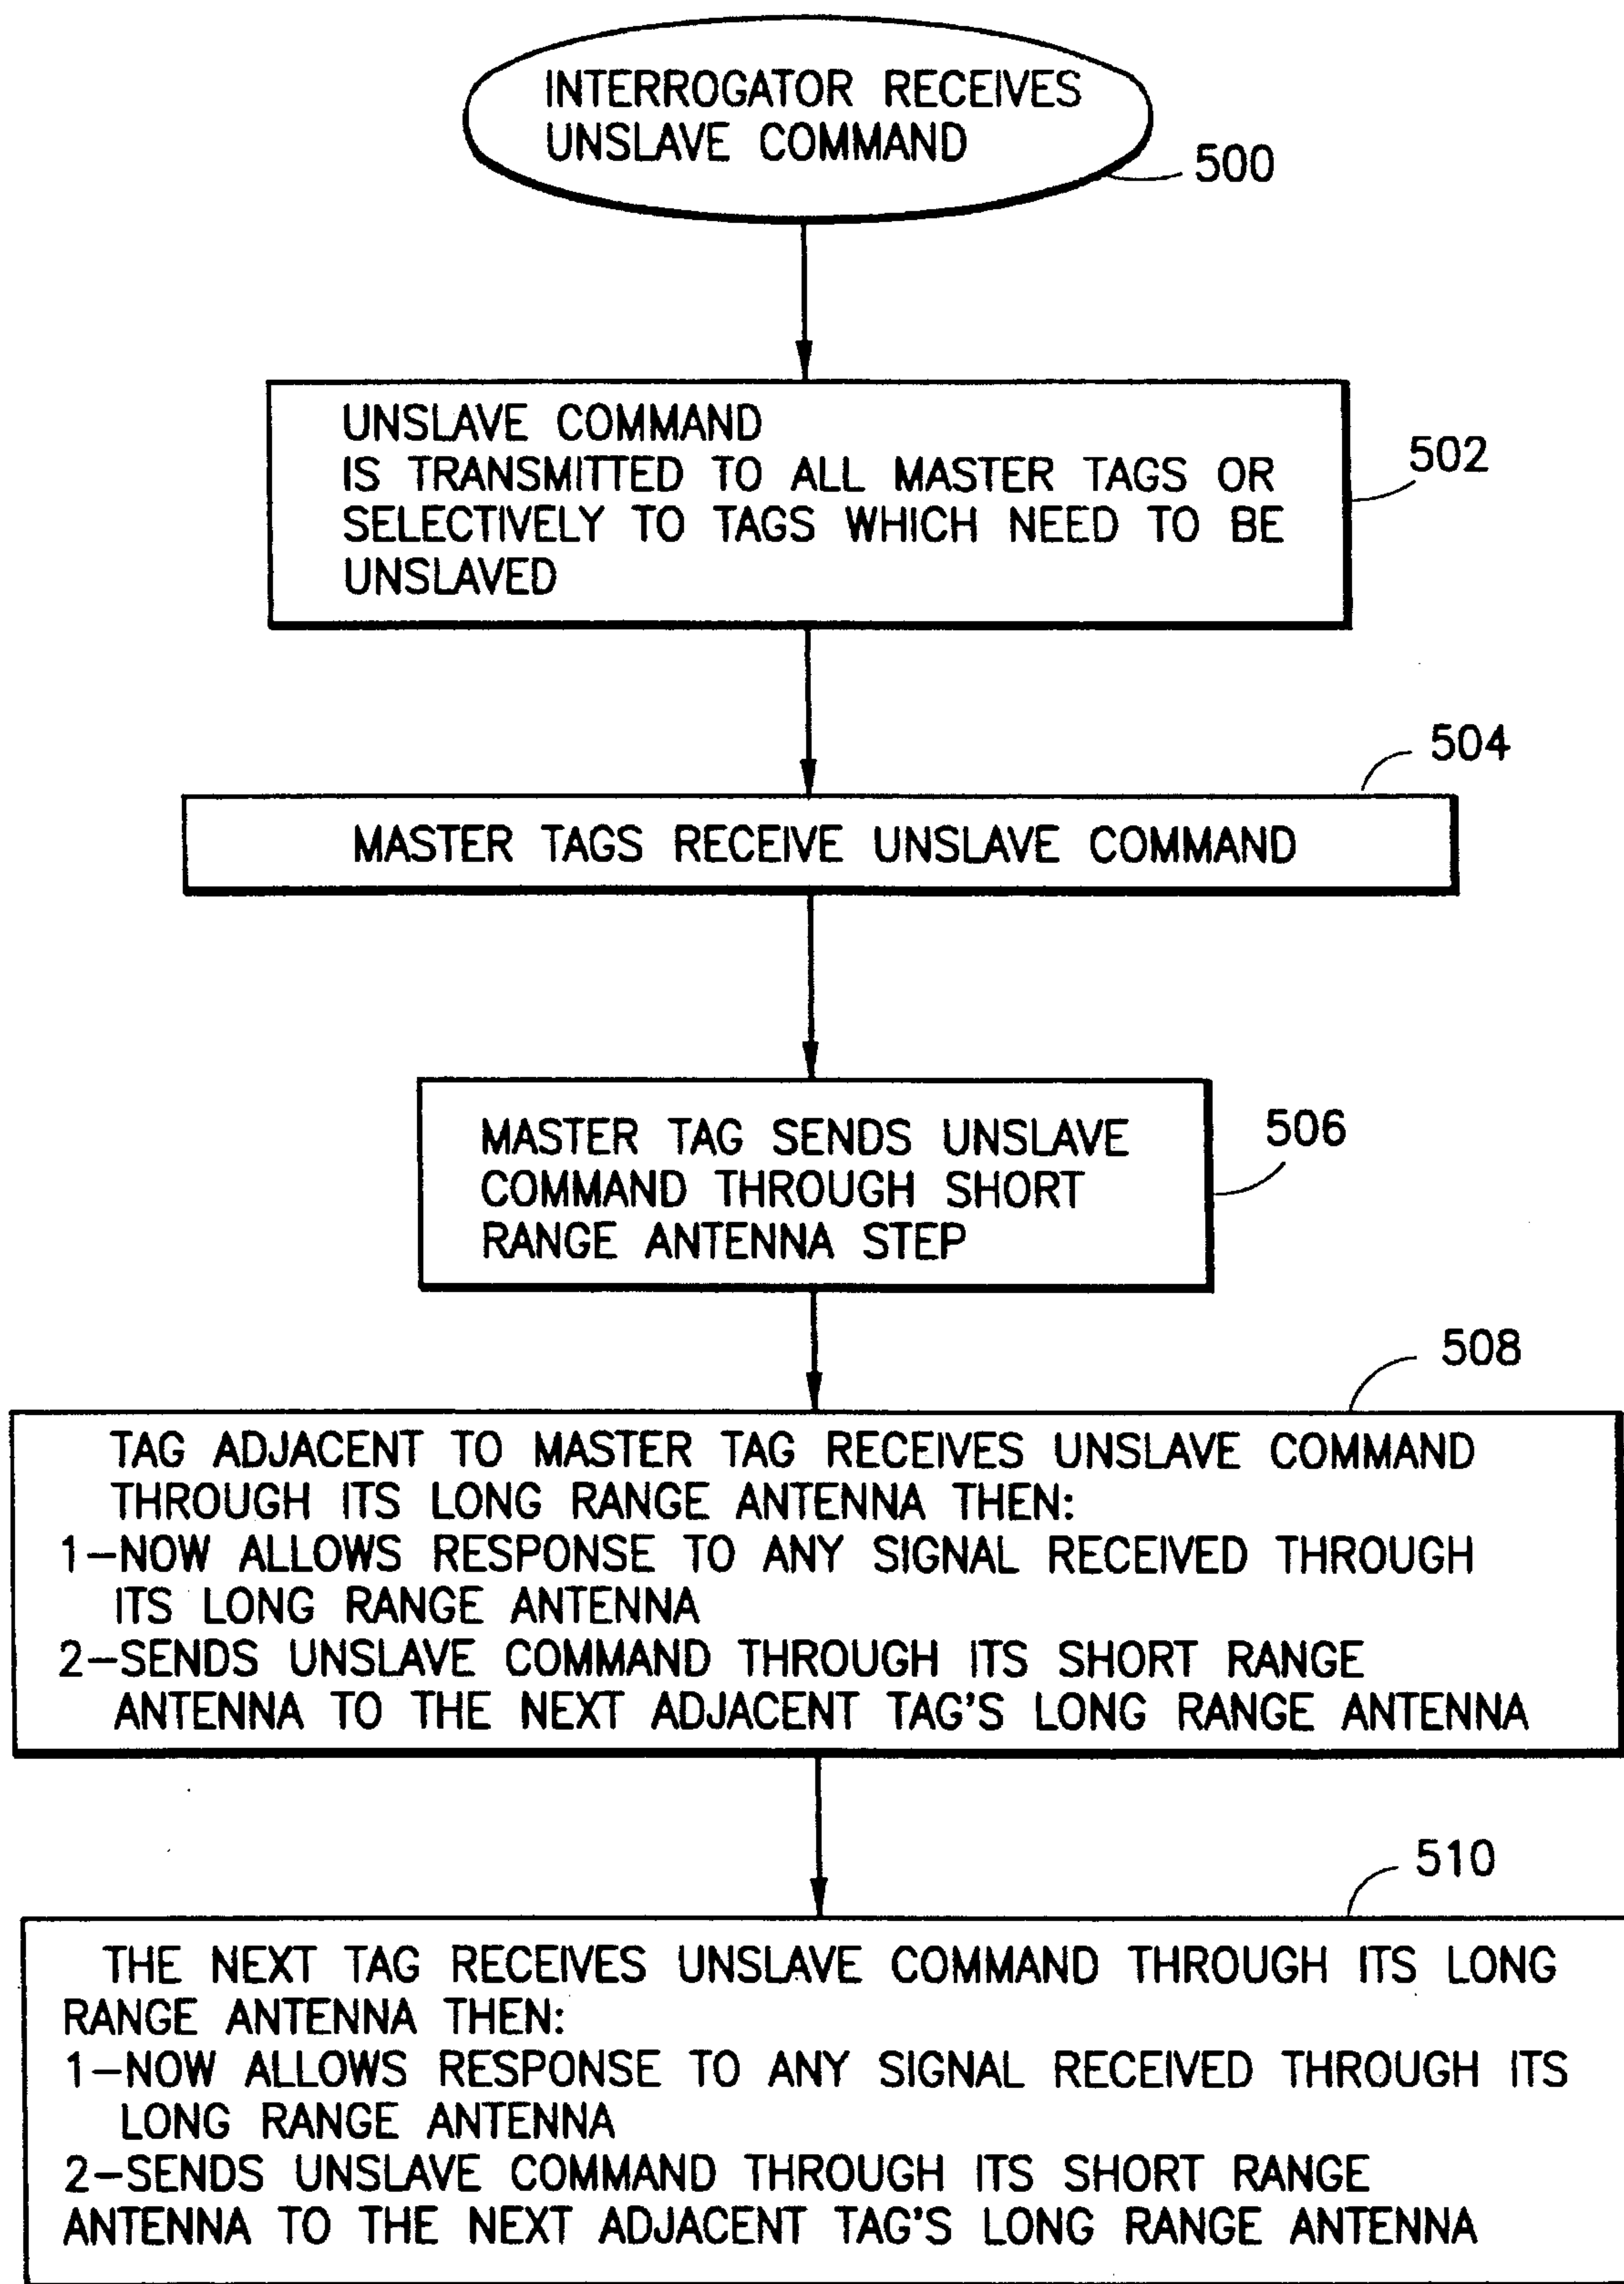 INTERROGATOR RECEIVES
UNSLAVE COMMAND
500
UNSLAVE COMMAND
IS TRANSMITTED TO ALL MASTER TAGS OR
SELECTIVELY TO TAGS WHICH NEED TO BE
UNSLAVED
502
504
MASTER TAGS RECEIVE UNSLAVE COMMAND
MASTER TAG SENDS UNSLAVE
COMMAND THROUGH SHORT
RANGE ANTENNA STEP
506
508
TAG ADJACENT TO MASTER TAG RECEIVES UNSLAVE COMMAND
THROUGH ITS LONG RANGE ANTENNA THEN:
1-NOW ALLOWS RESPONSE TO ANY SIGNAL RECEIVED THROUGH
ITS LONG RANGE ANTENNA
2-SENDS UNSLAVE COMMAND THROUGH ITS SHORT RANGE
ANTENNA TO THE NEXT ADJACENT TAG'S LONG RANGE ANTENNA
510
THE NEXT TAG RECEIVES UNSLAVE COMMAND THROUGH ITS LONG
RANGE ANTENNA THEN:
1-NOW ALLOWS RESPONSE TO ANY SIGNAL RECEIVED THROUGH ITS
LONG RANGE ANTENNA
2-SENDS UNSLAVE COMMAND THROUGH ITS SHORT RANGE
ANTENNA TO THE NEXT ADJACENT TAG'S LONG RANGE ANTENNA